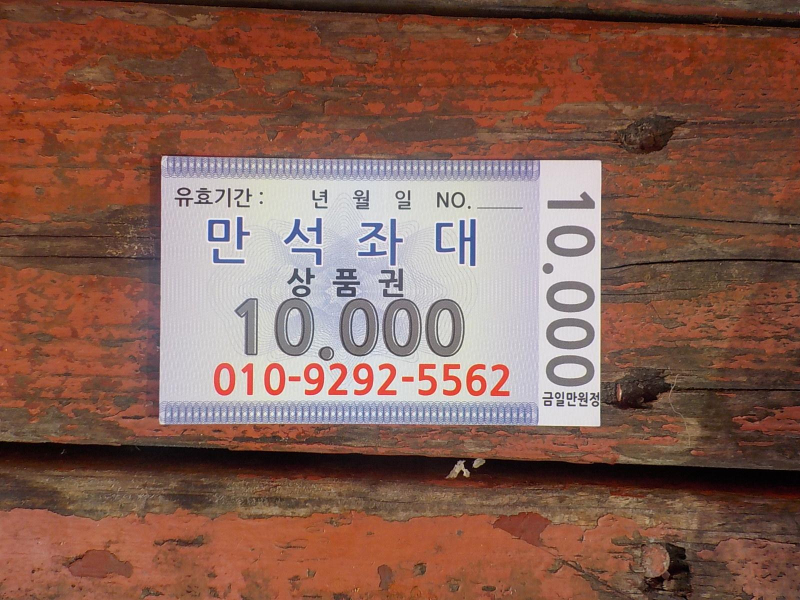 유효기간 : 년 월 일 NO.____
만석좌대
상품권
10.000
010-9292-5562
10.000
금일만원정